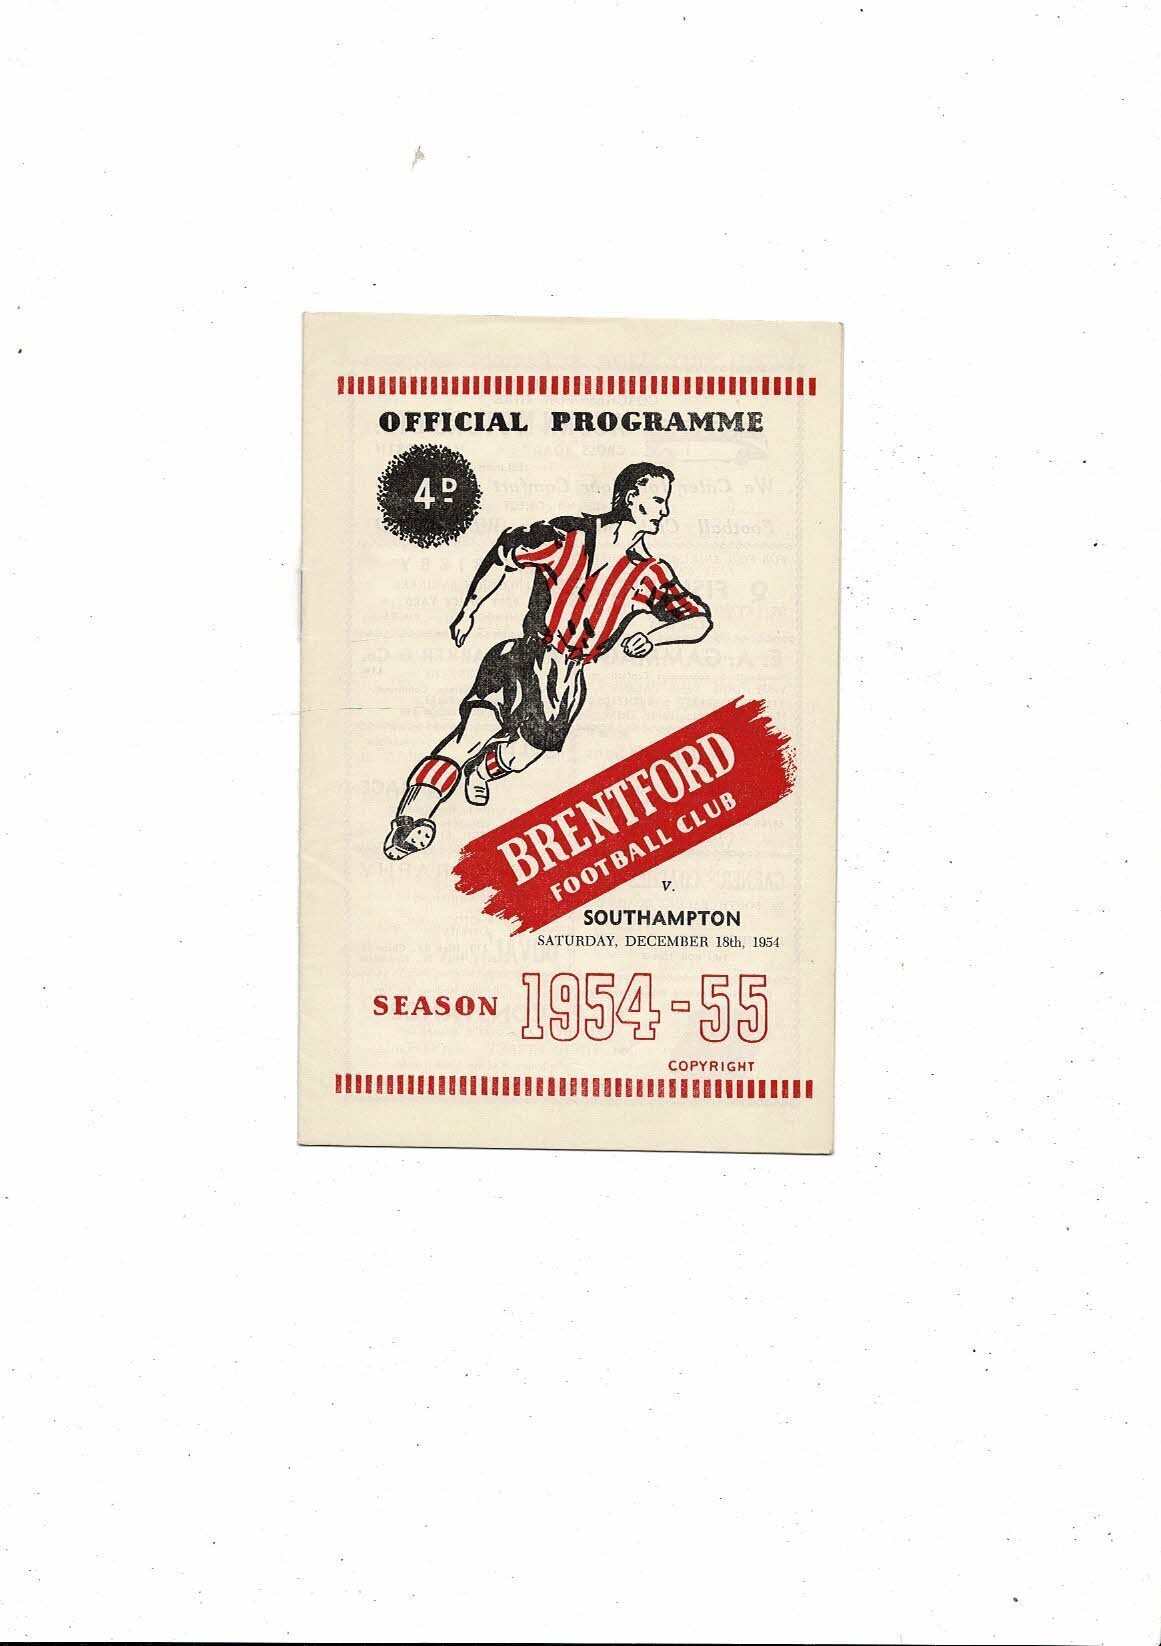 OFFICIAL PROGRAMME
4D
BRENTFORD
FOOTBALL CLUB
v.
SOUTHAMPTON
SATURDAY, DECEMBER 18th, 1954
SEASON 1954-55
COPYRIGHT